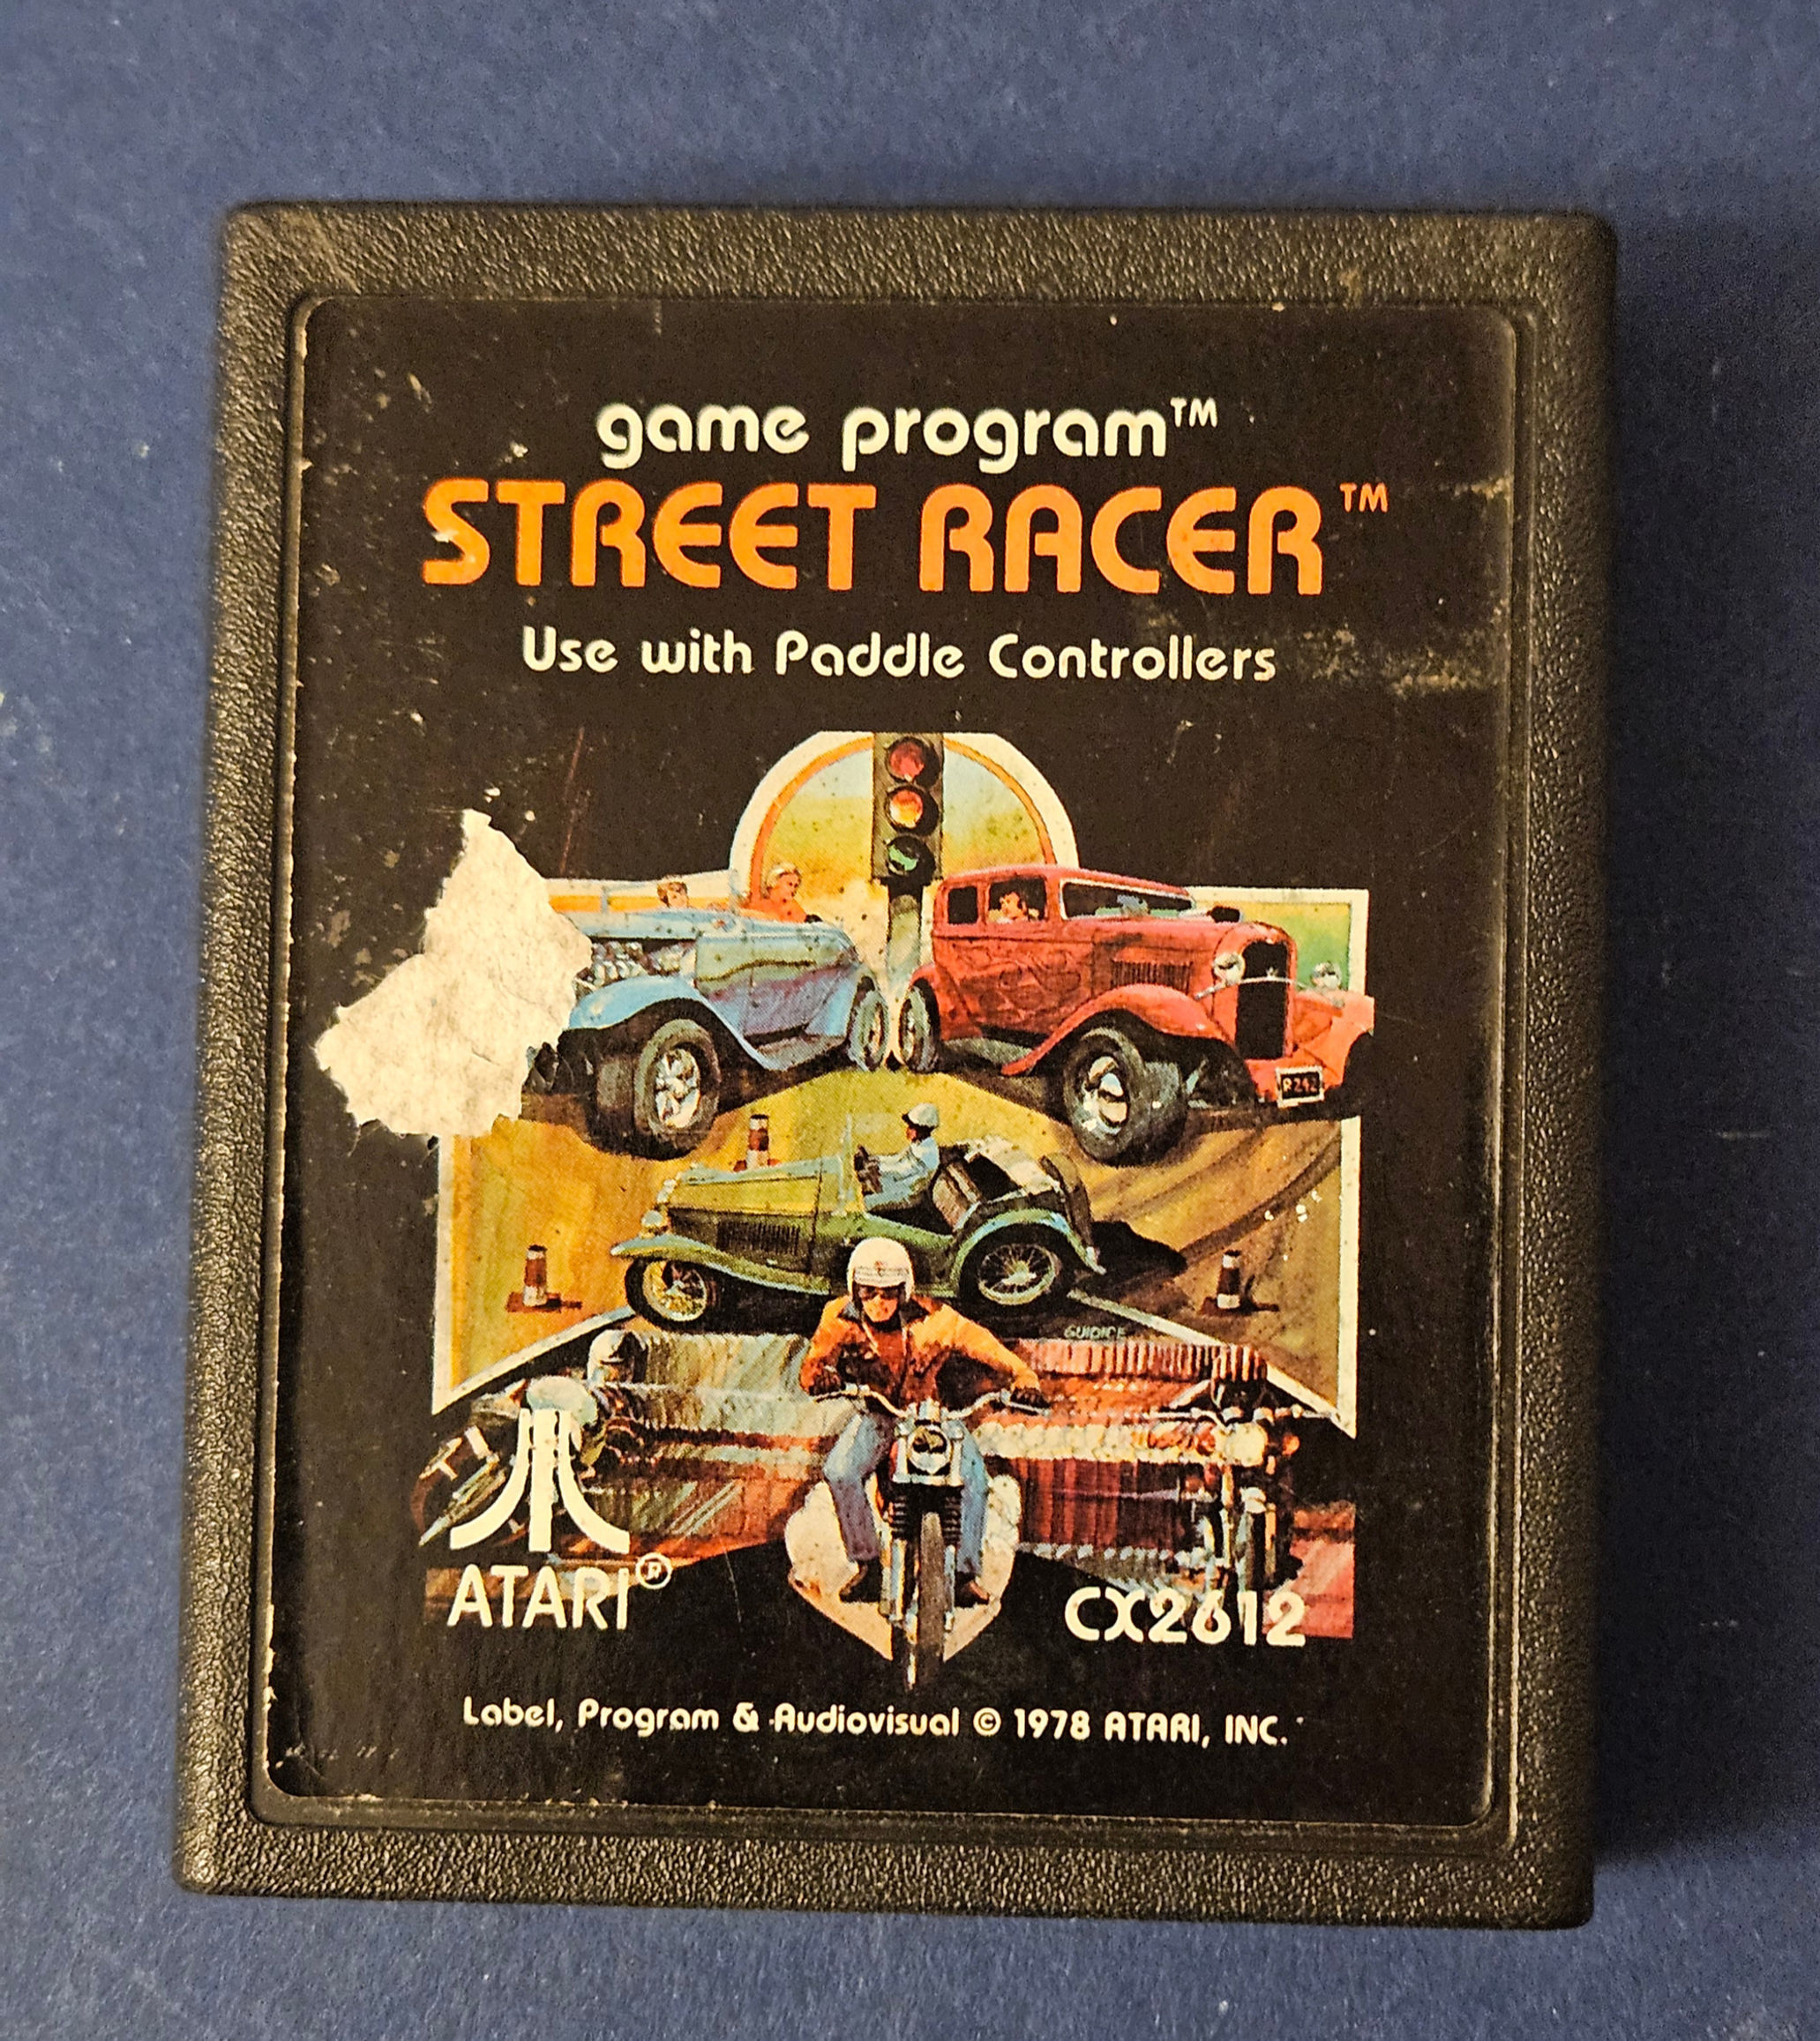 game program™
STREET RACER™
Use with Paddle Controllers
GUIDICE
ATARI®
CX2612
Label, Program & Audiovisual © 1978 ATARI, INC.